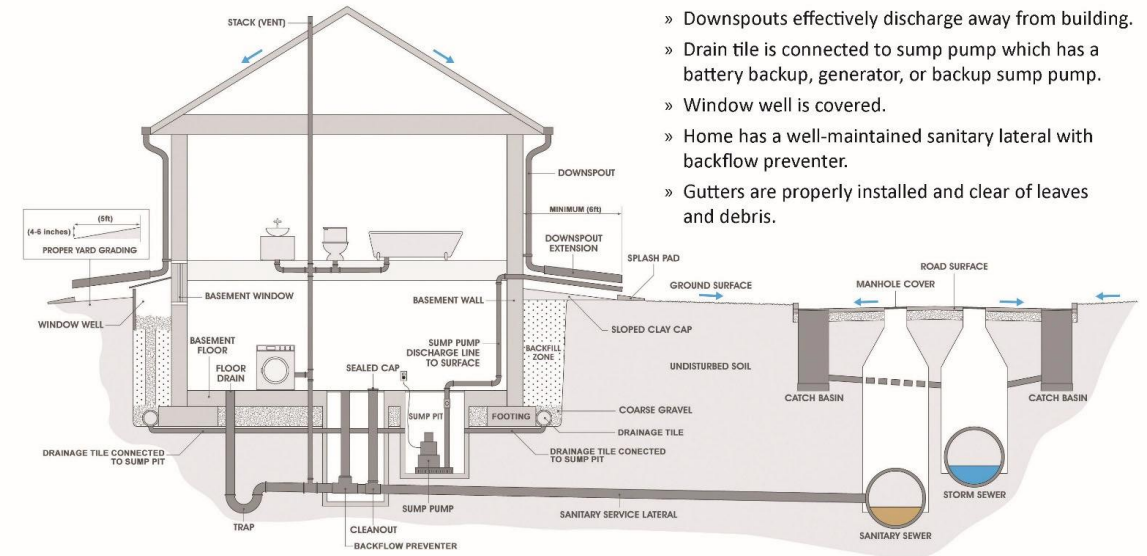 STACK (VENT)
» Downspouts effectively discharge away from building.
» Drain tile is connected to sump pump which has a
battery backup, generator, or backup sump pump.
» Window well is covered.
» Home has a well-maintained sanitary lateral with
backflow preventer.
» Gutters are properly installed and clear of leaves
and debris.
DOWNSPOUT
MINIMUM (6ft)
(5ft)
(4-6 inches)
PROPER YARD GRADING
DOWNSPOUT
EXTENSION
SPLASH PAD
GROUND SURFACE
ROAD SURFACE
MANHOLE COVER
BASEMENT WINDOW
BASEMENT WALL
WINDOW WELL
SLOPED CLAY CAP
BASEMENT
FLOOR
FLOOR
DRAIN
SEALED CAP
SUMP PUMP
DISCHARGE LINE
TO SURFACE
BACKFILL
ZONE
UNDISTURBED SOIL
CATCH BASIN
CATCH BASIN
SUMP PIT
FOOTING
COARSE GRAVEL
DRAINAGE TILE
DRAINAGE TILE CONNECTED
TO SUMP PIT
DRAINAGE TILE CONECTED
TO SUMP PIT
STORM SEWER
SUMP PUMP
SANITARY SERVICE LATERAL
TRAP
CLEANOUT
BACKFLOW PREVENTER
SANITARY SEWER